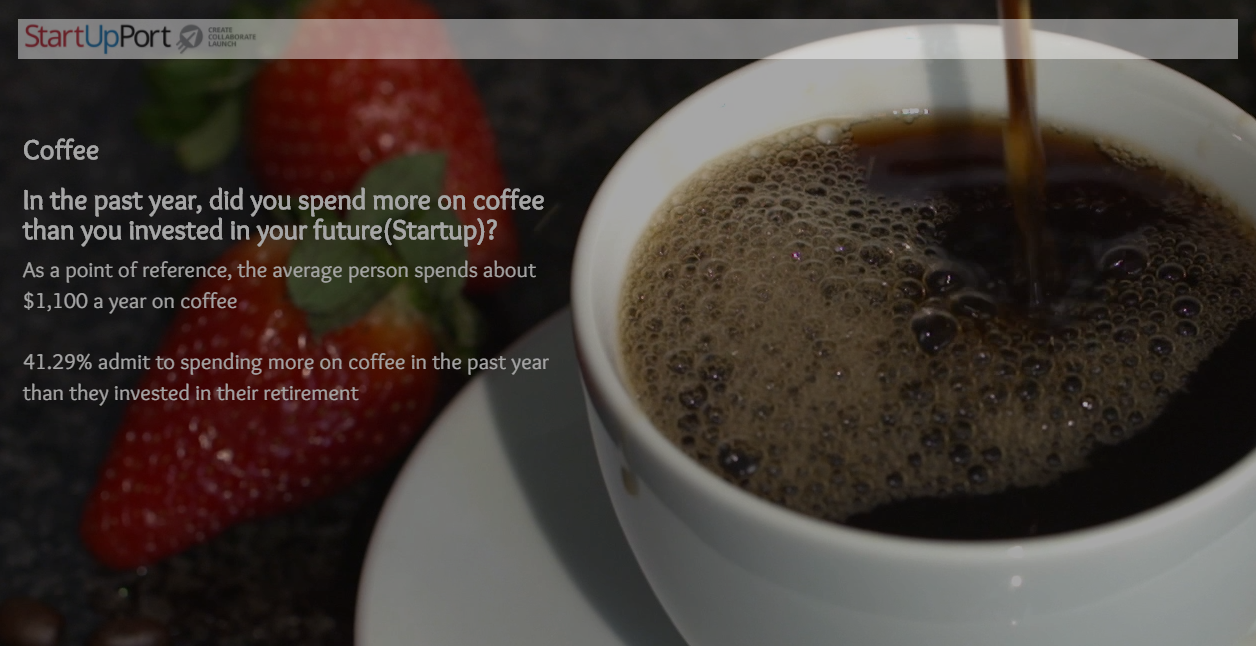 StartUpPort
CREATE
COLLABORATE
LAUNCH
Coffee
In the past year, did you spend more on coffee
than you invested in your future(Startup)?
As a point of reference, the average person spends about
$1,100 a year on coffee
41.29% admit to spending more on coffee in the past year
than they invested in their retirement